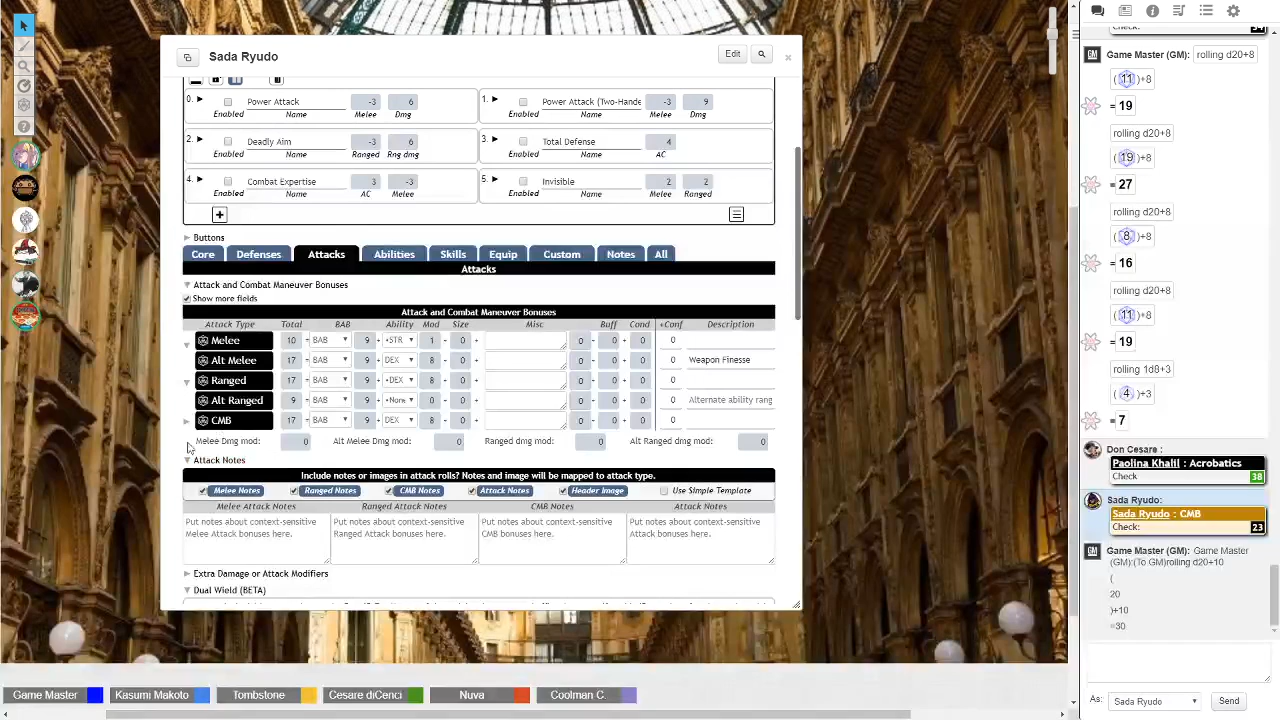 Sada Ryudo
Edit
0. Power Attack -3 6
Enabled Name Melee Dmg
1. Power Attack (Two-Hande -3 9
Enabled Name Melee Dmg
2. Deadly Aim -3 6
Enabled Name Ranged Rng dmg
3. Total Defense 4
Enabled Name AC
4. Combat Expertise 3 -3
Enabled Name AC Melee
5. Invisible 2 2
Enabled Name Melee Ranged
+
Buttons
Core Defenses Attacks Abilities Skills Equip Custom Notes All
Attacks
Attack and Combat Maneuver Bonuses
Show more fields
Attack and Combat Maneuver Bonuses
Attack Type Total BAB Ability Mod Size Misc Buff Cond +Conf Description
Melee 10 = BAB 9 + +STR 1 0 + 0 0 + 0 0
Alt Melee 17 = BAB 9 + DEX 8 0 + 0 0 + 0 0 Weapon Finesse
Ranged 17 = BAB 9 + +DEX 8 0 + 0 0 + 0 0
Alt Ranged 9 = BAB 9 + +None 0 0 + 0 0 + 0 0 Alternate ability rang
CMB 17 = BAB 9 + DEX 8 0 + 0 0 + 0 0
Melee Dmg mod: 0 Alt Melee Dmg mod: 0 Ranged dmg mod: 0 Alt Ranged dmg mod: 0
Attack Notes
Include notes or images in attack rolls? Notes and image will be mapped to attack type.
Melee Notes Ranged Notes CMB Notes Attack Notes Header Image Use Simple Template
Melee Attack Notes Ranged Attack Notes CMB Notes Attack Notes
Put notes about context-sensitive Melee Attack bonuses here.
Put notes about context-sensitive Ranged Attack bonuses here.
Put notes about context-sensitive CMB bonuses here.
Put notes about context-sensitive Attack bonuses here.
Extra Damage or Attack Modifiers
Dual Wield (BETA)
Game Master
Kasumi Makoto
Tombstone
Cesare diCenci
Nuva
Coolman C.
Check:
Game Master (GM): rolling d20+8
(11)+8
= 19
rolling d20+8
(19)+8
= 27
rolling d20+8
(8)+8
= 16
rolling d20+8
(11)+8
= 19
rolling 1d8+3
(4)+3
= 7
Don Cesare :
Paolina Khalil : Acrobatics
Check 38
Sada Ryudo:
Sada Ryudo : CMB
Check: 23
Game Master (GM): Game Master
(GM):(To GM)rolling d20+10
(
20
)+10
=30
As: Sada Ryudo Send